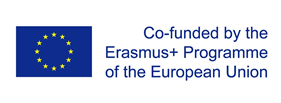 Co-funded by the
Erasmus+ Programme
of the European Union